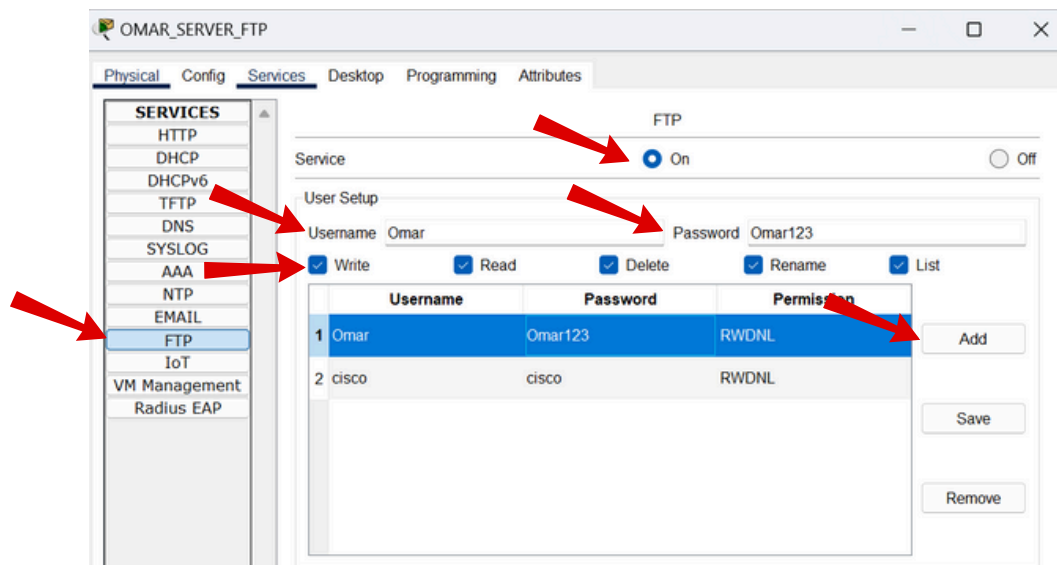 OMAR_SERVER_FTP
Physical Config Services Desktop Programming Attributes
SERVICES
HTTP
DHCP
DHCPv6
TFTP
DNS
SYSLOG
AAA
NTP
EMAIL
FTP
IoT
VM Management
Radius EAP
FTP
Service On Off
User Setup
Username Omar Password Omar123
Write Read Delete Rename List
Username Password Permission
1 Omar Omar123 RWDNL
2 cisco cisco RWDNL
Add
Save
Remove